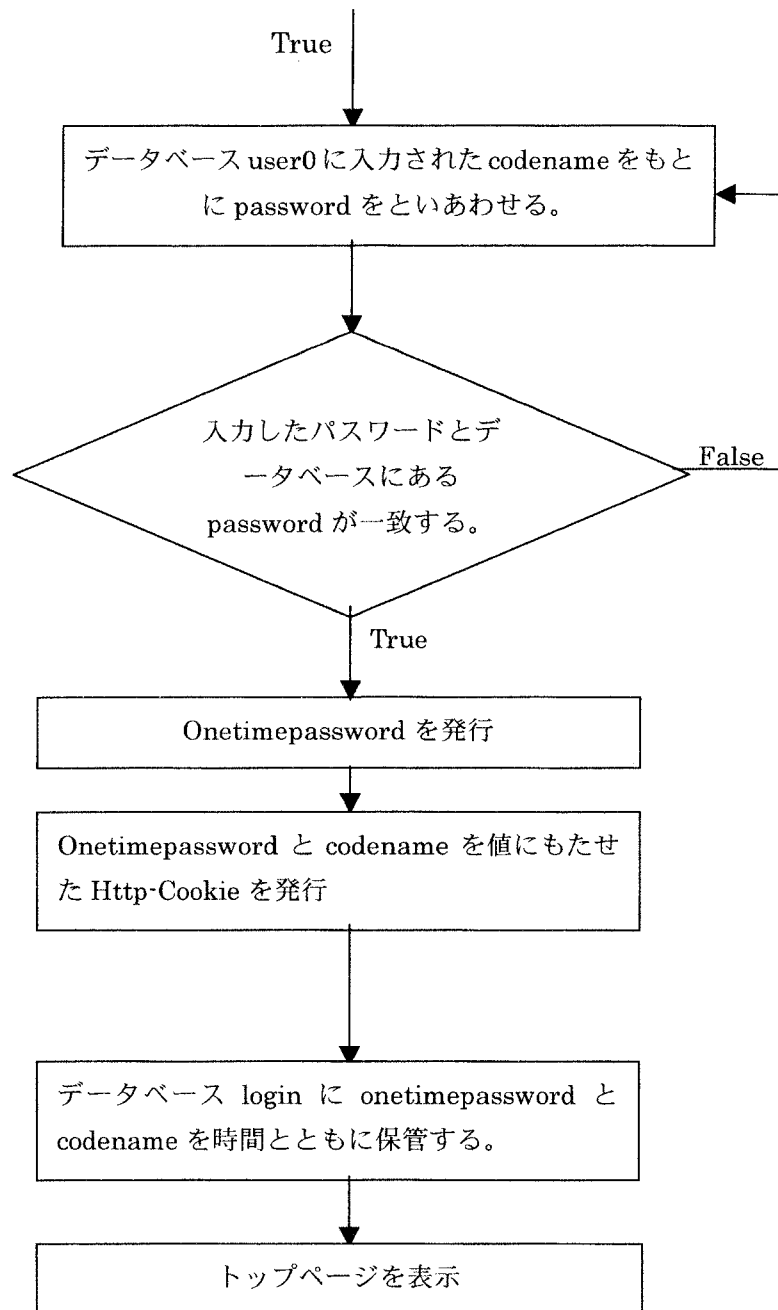 True
データベース user0 に入力された codename をもと
に password をといあわせる。
入力したパスワードとデ
ータベースにある
password が一致する。
False
True
Onetimepassword を発行
Onetimepassword と codename を値にもたせ
た Http-Cookie を発行
データベース login に onetimepassword と
codename を時間とともに保管する。
トップページを表示